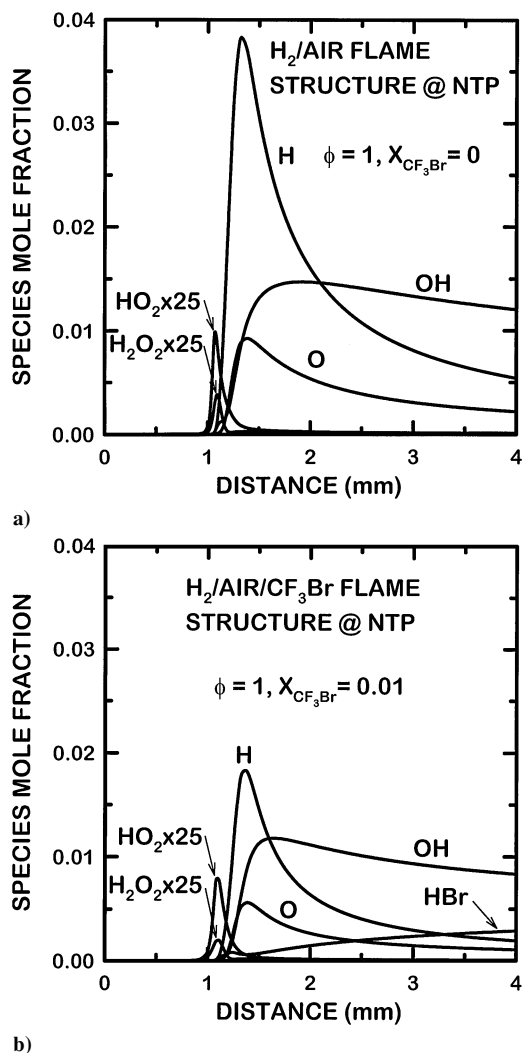 0.04
0.03
0.02
0.01
0.00
SPECIES MOLE FRACTION
H₂/AIR FLAME
STRUCTURE @ NTP
ϕ = 1, X_CF₃Br = 0
H
OH
O
HO₂x25
H₂O₂x25
0 1 2 3 4
DISTANCE (mm)
a)
0.04
0.03
0.02
0.01
0.00
SPECIES MOLE FRACTION
H₂/AIR/CF₃Br FLAME
STRUCTURE @ NTP
ϕ = 1, X_CF₃Br = 0.01
H
OH
O
HBr
HO₂x25
H₂O₂x25
0 1 2 3 4
DISTANCE (mm)
b)